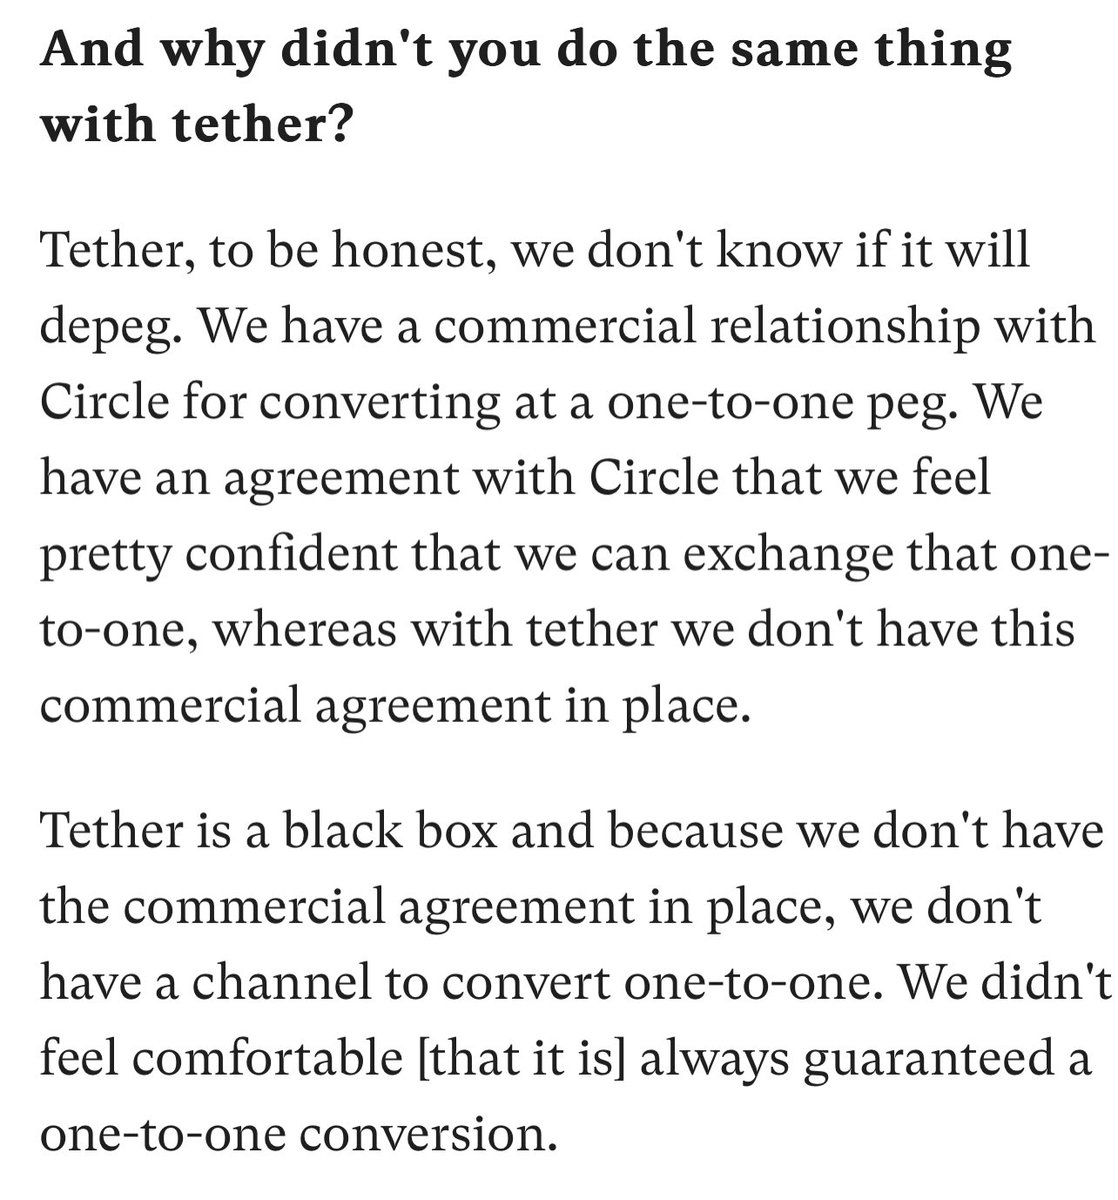 And why didn't you do the same thing
with tether?
Tether, to be honest, we don't know if it will
depeg. We have a commercial relationship with
Circle for converting at a one-to-one peg. We
have an agreement with Circle that we feel
pretty confident that we can exchange that one-
to-one, whereas with tether we don't have this
commercial agreement in place.
Tether is a black box and because we don't have
the commercial agreement in place, we don't
have a channel to convert one-to-one. We didn't
feel comfortable [that it is] always guaranteed a
one-to-one conversion.